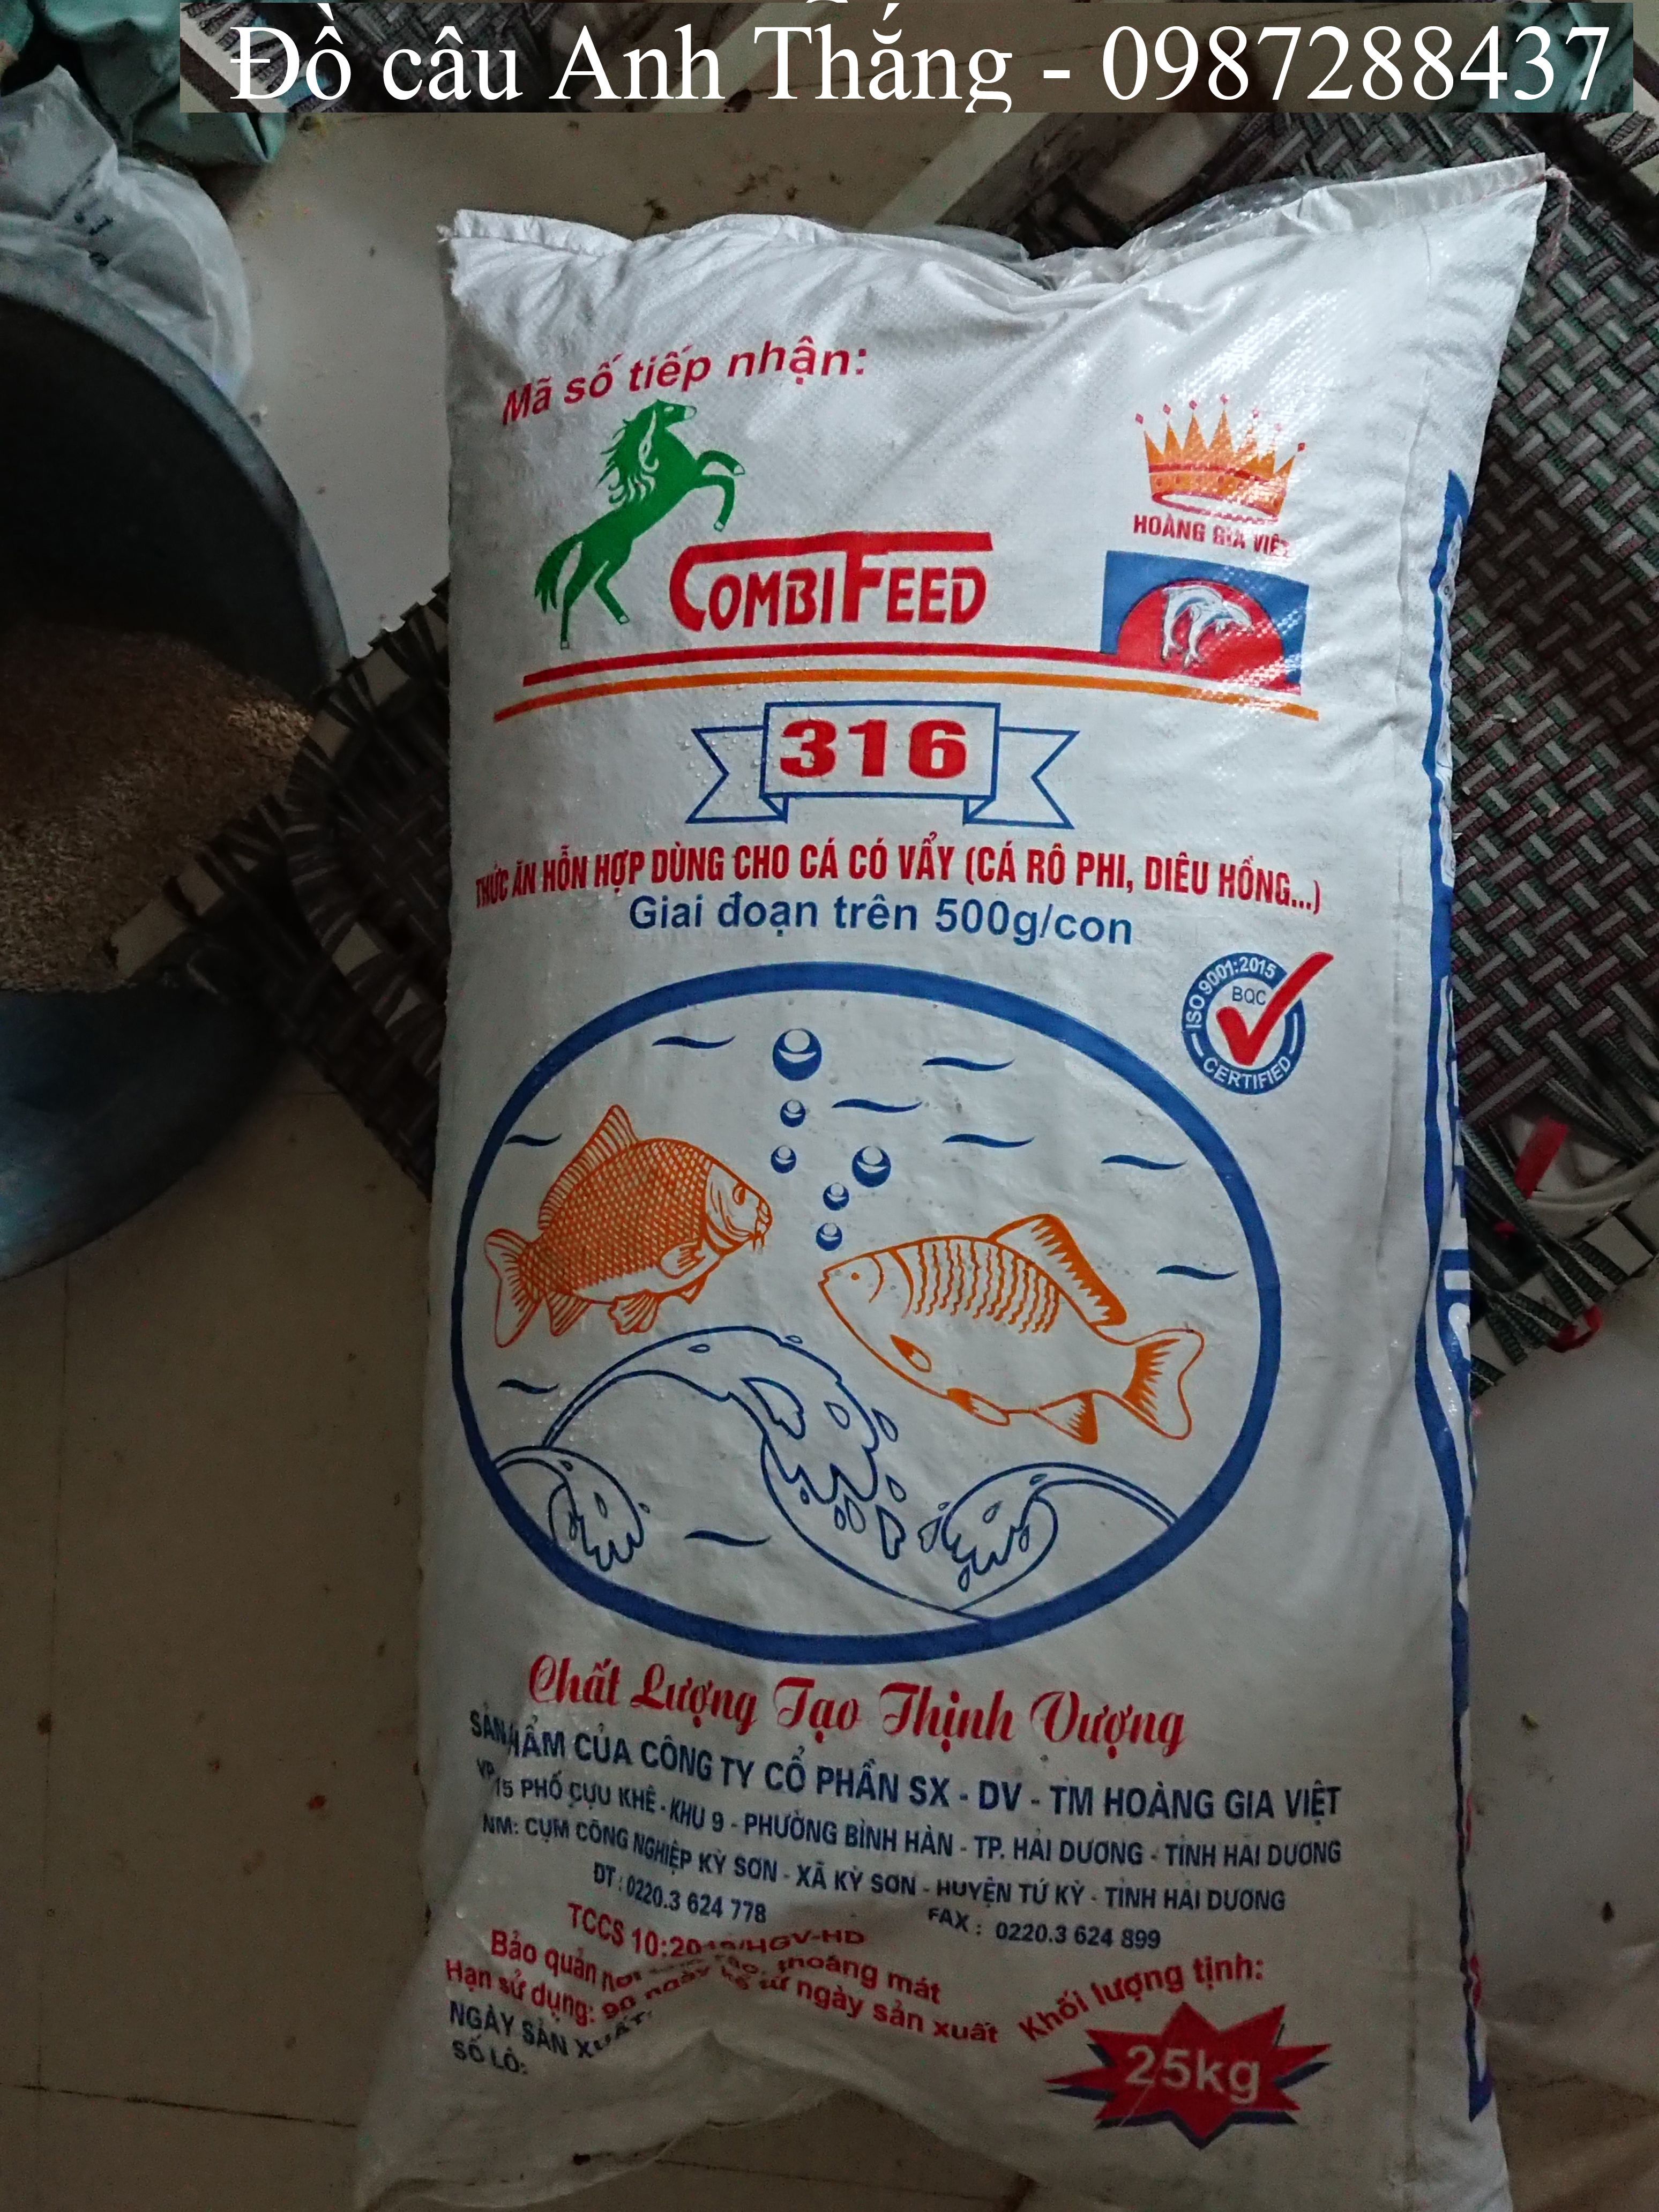 Đồ câu Anh Thắng - 0987288437
Mã số tiếp nhận:
COMBIFEED
HOÀNG GIA VIỆT
316
THỨC ĂN HỖN HỢP DÙNG CHO CÁ CÓ VẨY (CÁ RÔ PHI, DIÊU HỒNG...)
Giai đoạn trên 500g/con
ISO 9001:2015
BQC
CERTIFIED
Chất Lượng Tạo Thịnh Vượng
SẢN PHẨM CỦA CÔNG TY CỔ PHẦN SX - DV - TM HOÀNG GIA VIỆT
VP 15 PHỐ CỰU KHÊ - KHU 9 - PHƯỜNG BÌNH HÀN - TP. HẢI DƯƠNG - TỈNH HẢI DƯƠNG
NM: CỤM CÔNG NGHIỆP KỲ SƠN - XÃ KỲ SƠN - HUYỆN TỨ KỲ - TỈNH HẢI DƯƠNG
ĐT : 0220.3 624 778 FAX : 0220.3 624 899
TCCS
Bảo quản nơi thoáng mát
Hạn sử dụng: 90 ngày kể từ ngày sản xuất
NGÀY SẢN XUẤT:
SỐ LÔ:
Khối lượng tịnh:
25kg